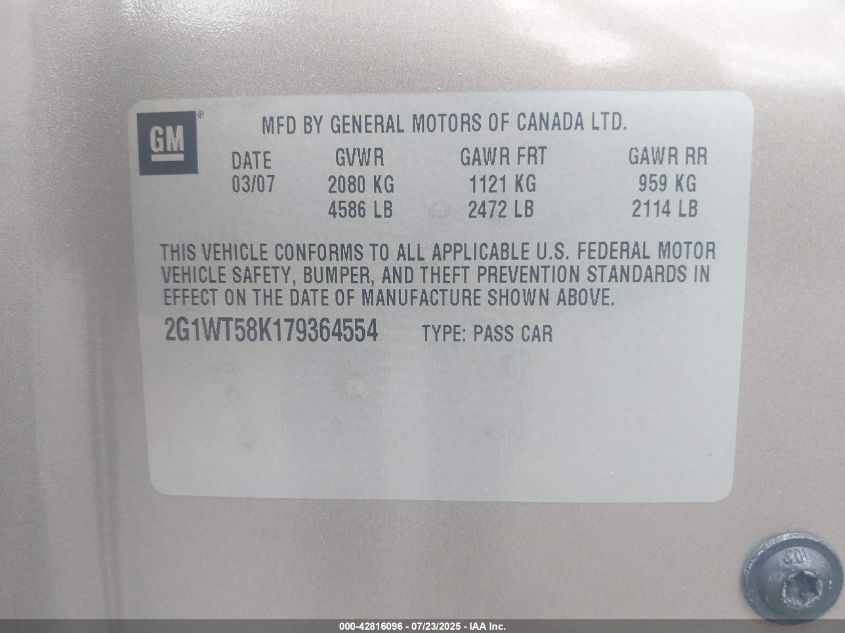 GM®
MFD BY GENERAL MOTORS OF CANADA LTD.
DATE GVWR GAWR FRT GAWR RR
03/07 2080 KG 1121 KG 959 KG
4586 LB 2472 LB 2114 LB
THIS VEHICLE CONFORMS TO ALL APPLICABLE U.S. FEDERAL MOTOR
VEHICLE SAFETY, BUMPER, AND THEFT PREVENTION STANDARDS IN
EFFECT ON THE DATE OF MANUFACTURE SHOWN ABOVE.
2G1WT58K179364554 TYPE: PASS CAR
000-42816096 - 07/23/2025 - IAA Inc.